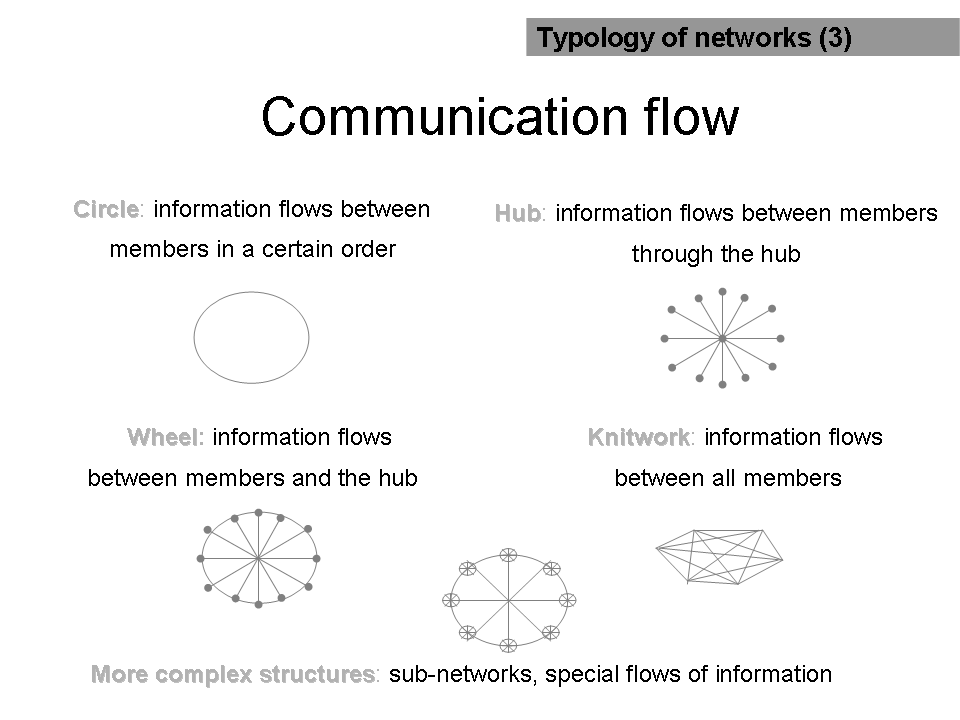 Typology of networks (3)
Communication flow
Circle: information flows between
members in a certain order
Hub: information flows between members
through the hub
Wheel: information flows
between members and the hub
Knitwork: information flows
between all members
More complex structures: sub-networks, special flows of information